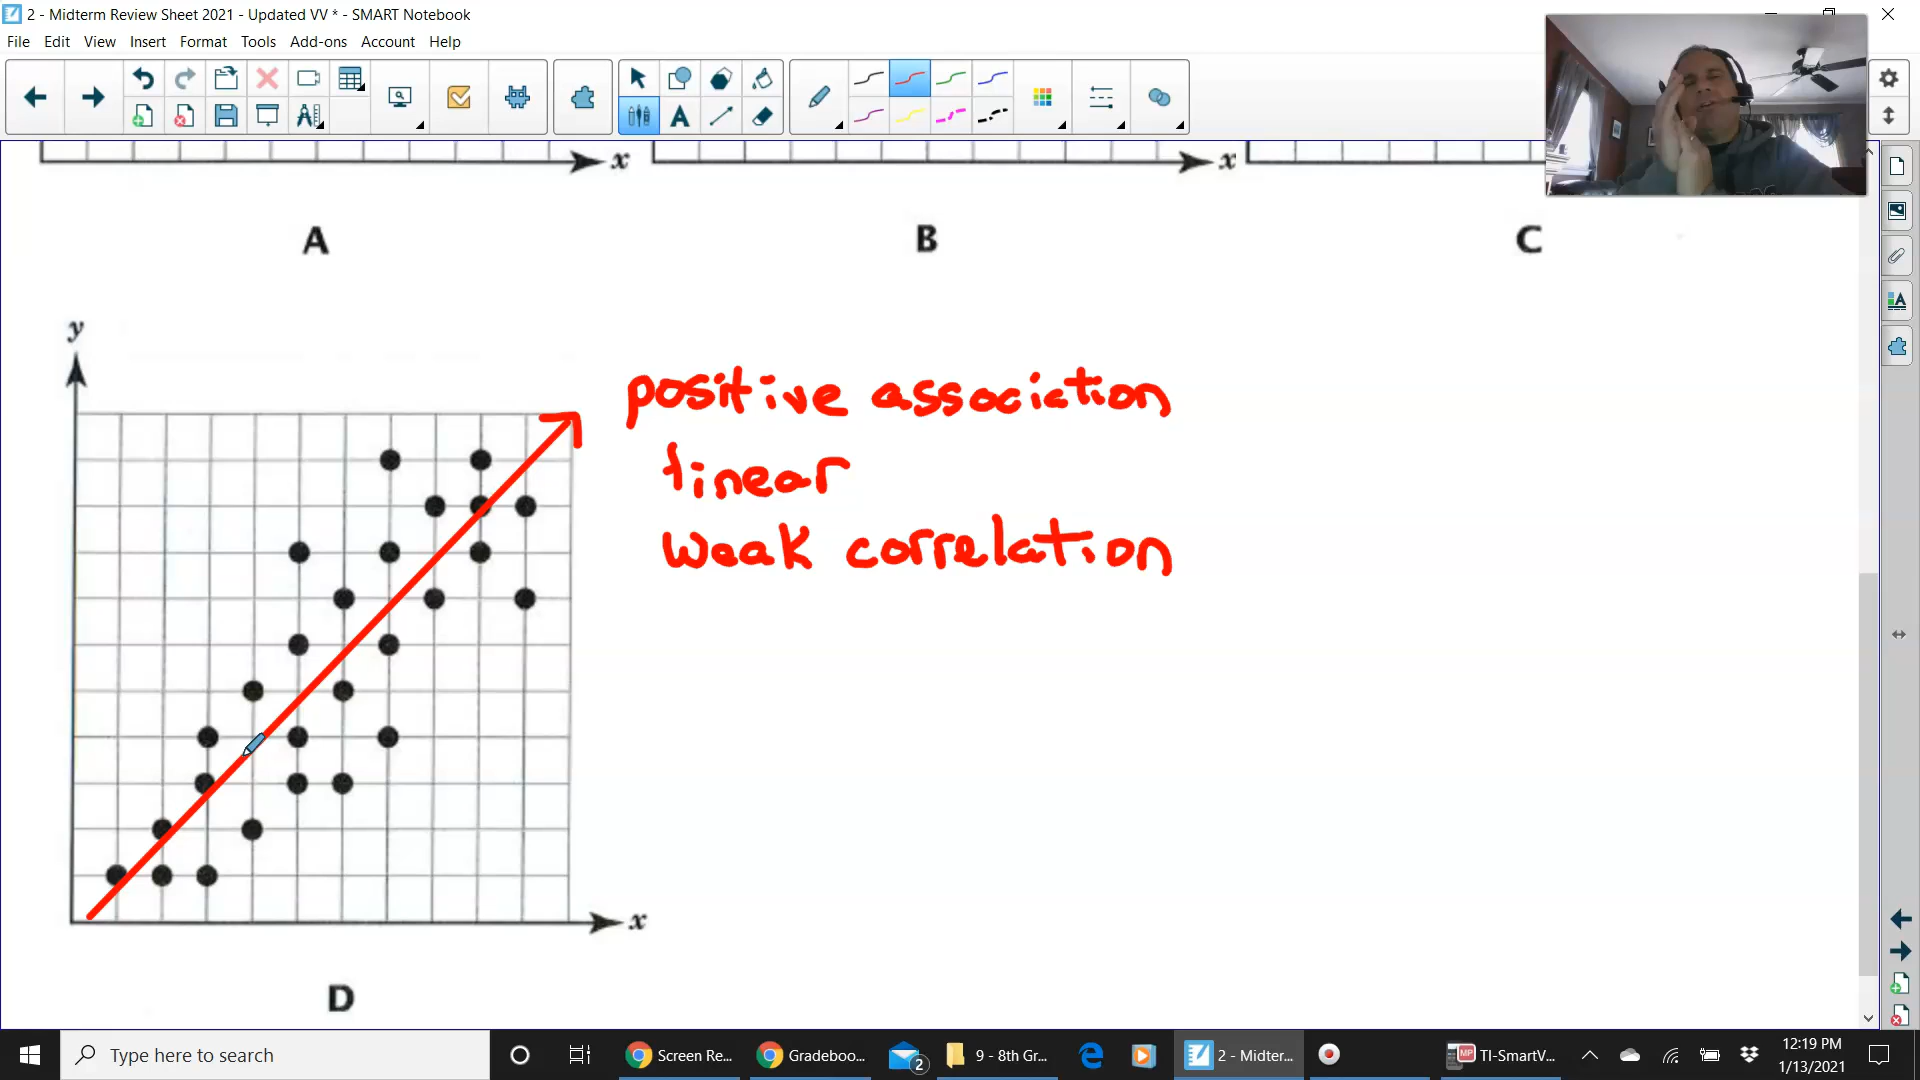 2 - Midterm Review Sheet 2021 - Updated VV * - SMART Notebook
File Edit View Insert Format Tools Add-ons Account Help
x x
A B C
y
positive association
linear
weak correlation
x
D
Type here to search
Screen Re... Gradeboo... 2 9 - 8th Gr... 2 - Midter... TI-SmartV...
12:19 PM
1/13/2021